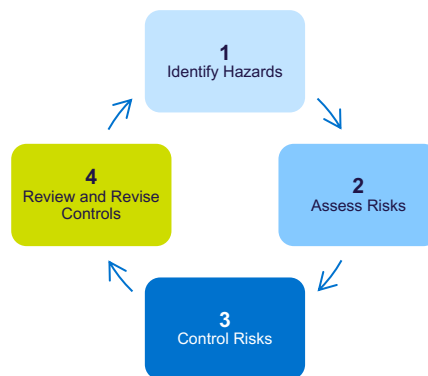 1
Identify Hazards
2
Assess Risks
3
Control Risks
4
Review and Revise
Controls